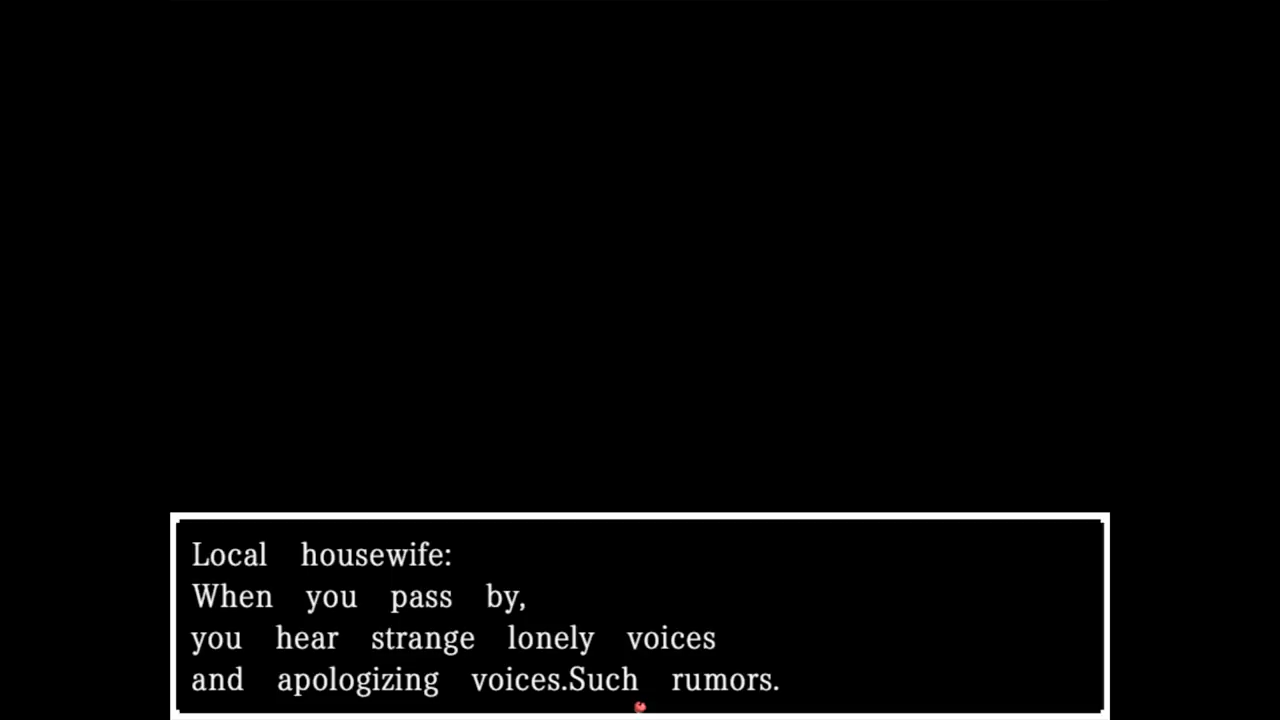 Local housewife:
When you pass by,
you hear strange lonely voices
and apologizing voices.Such rumors.